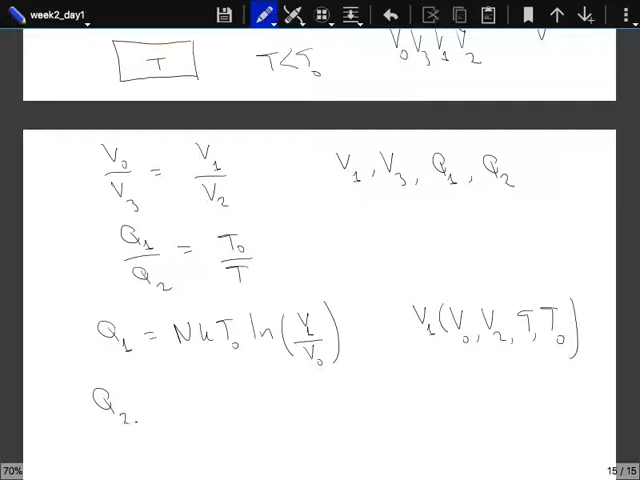 week2_day1
T
T < T₀
V₀ V₃ V₁ V₂
V
V₀/V₃ = V₁/V₂
V₁, V₃, Q₁, Q₂
Q₁/Q₂ = T₀/T
Q₁ = NkT₀ ln(V₁/V₀)
V₁(V₀, V₂, T, T₀)
Q₂.
70%
15 / 15